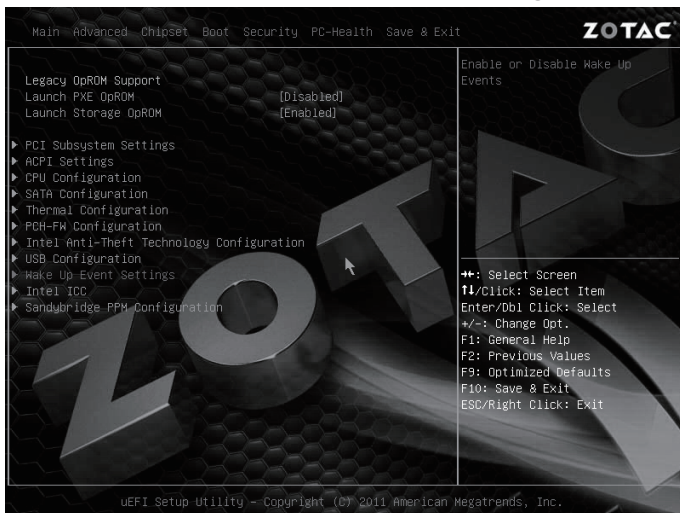 Main Advanced Chipset Boot Security PC-Health Save & Exit
ZOTAC
Legacy OpROM Support
Launch PXE OpROM [Disabled]
Launch Storage OpROM [Enabled]
▶ PCI Subsystem Settings
▶ ACPI Settings
▶ CPU Configuration
▶ SATA Configuration
▶ Thermal Configuration
▶ PCH-FW Configuration
▶ Intel Anti-Theft Technology Configuration
▶ USB Configuration
▶ Wake Up Event Settings
▶ Intel ICC
▶ Sandybridge PPM Configuration
Enable or Disable Wake Up
Events
→←: Select Screen
↑↓/Click: Select Item
Enter/Dbl Click: Select
+/-: Change Opt.
F1: General Help
F2: Previous Values
F9: Optimized Defaults
F10: Save & Exit
ESC/Right Click: Exit
ZOTAC
uEFI Setup Utility - Copyright (C) 2011 American Megatrends, Inc.